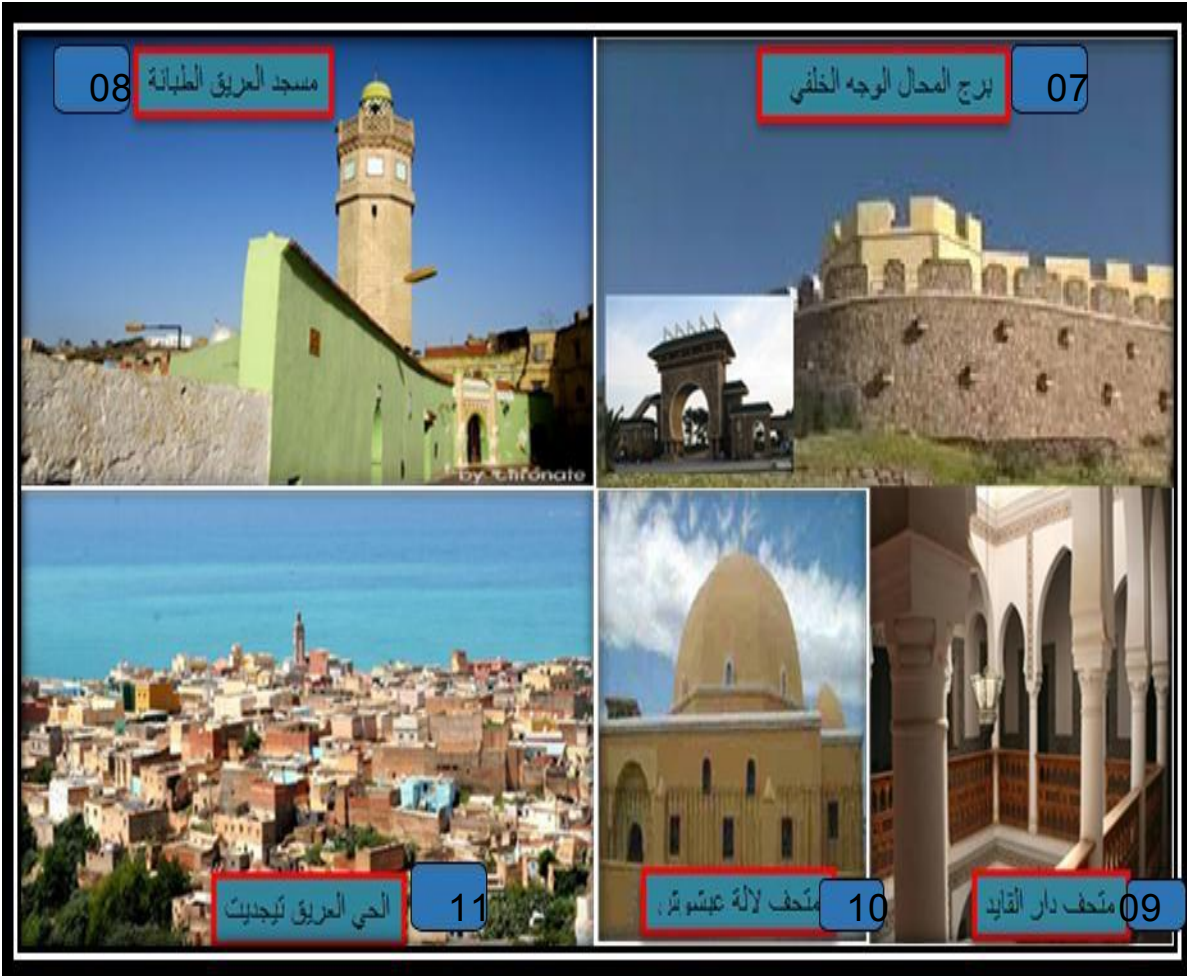 07
برج المحال الوجه الخلفي
08
مسجد العريق الطبانة
by
09
متحف دار القايد
10
متحف لالة
11
الحي العريق تيجديت